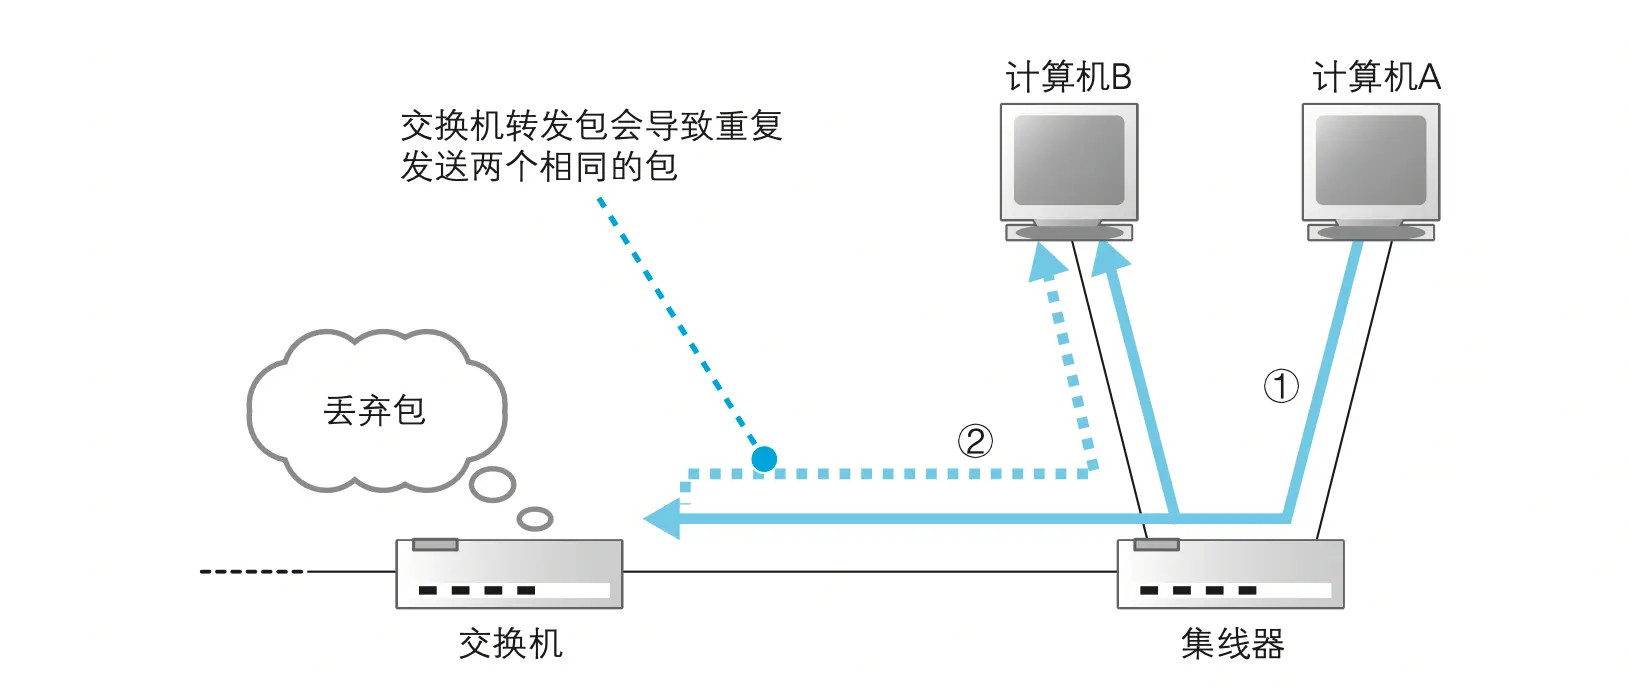 计算机B
计算机A
交换机转发包会导致重复
发送两个相同的包
①
丢弃包
②
交换机
集线器